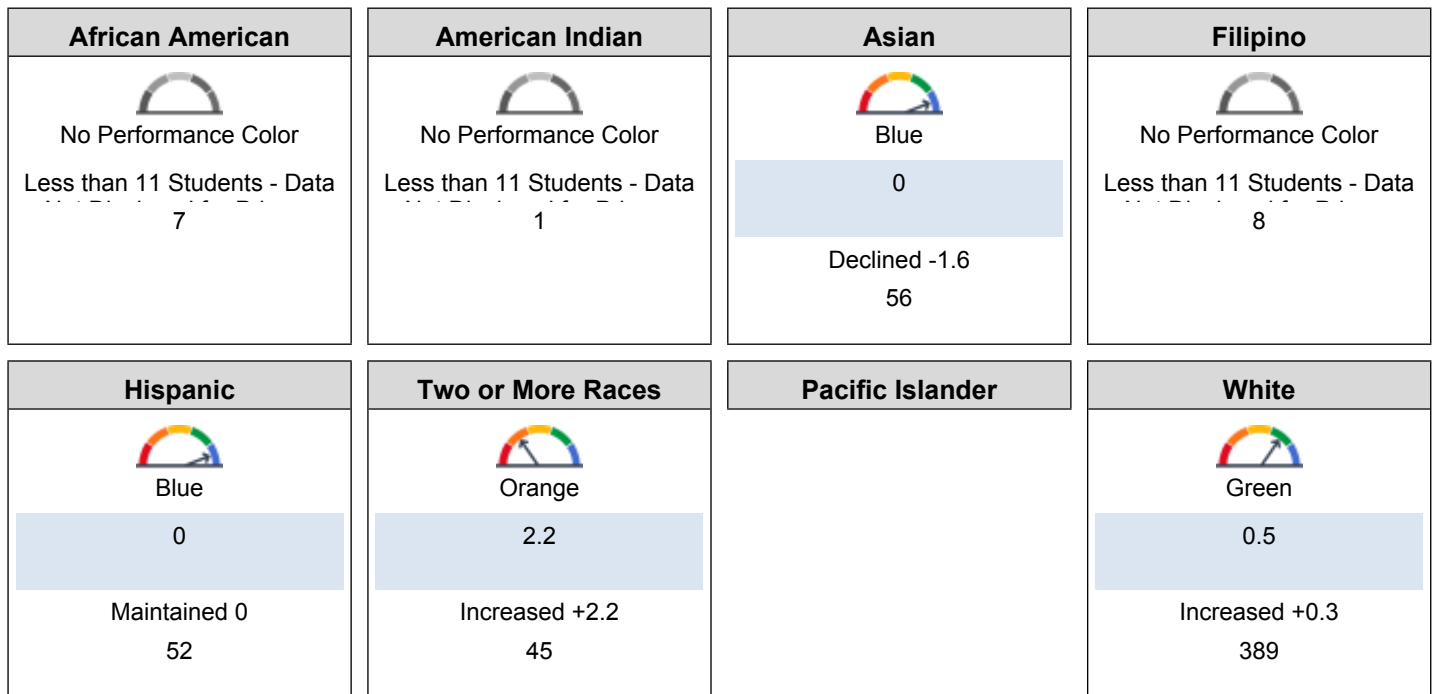 African American
No Performance Color
Less than 11 Students - Data
7
American Indian
No Performance Color
Less than 11 Students - Data
1
Asian
Blue
0
Declined -1.6
56
Filipino
No Performance Color
Less than 11 Students - Data
8
Hispanic
Blue
0
Maintained 0
52
Two or More Races
Orange
2.2
Increased +2.2
45
Pacific Islander
White
Green
0.5
Increased +0.3
389